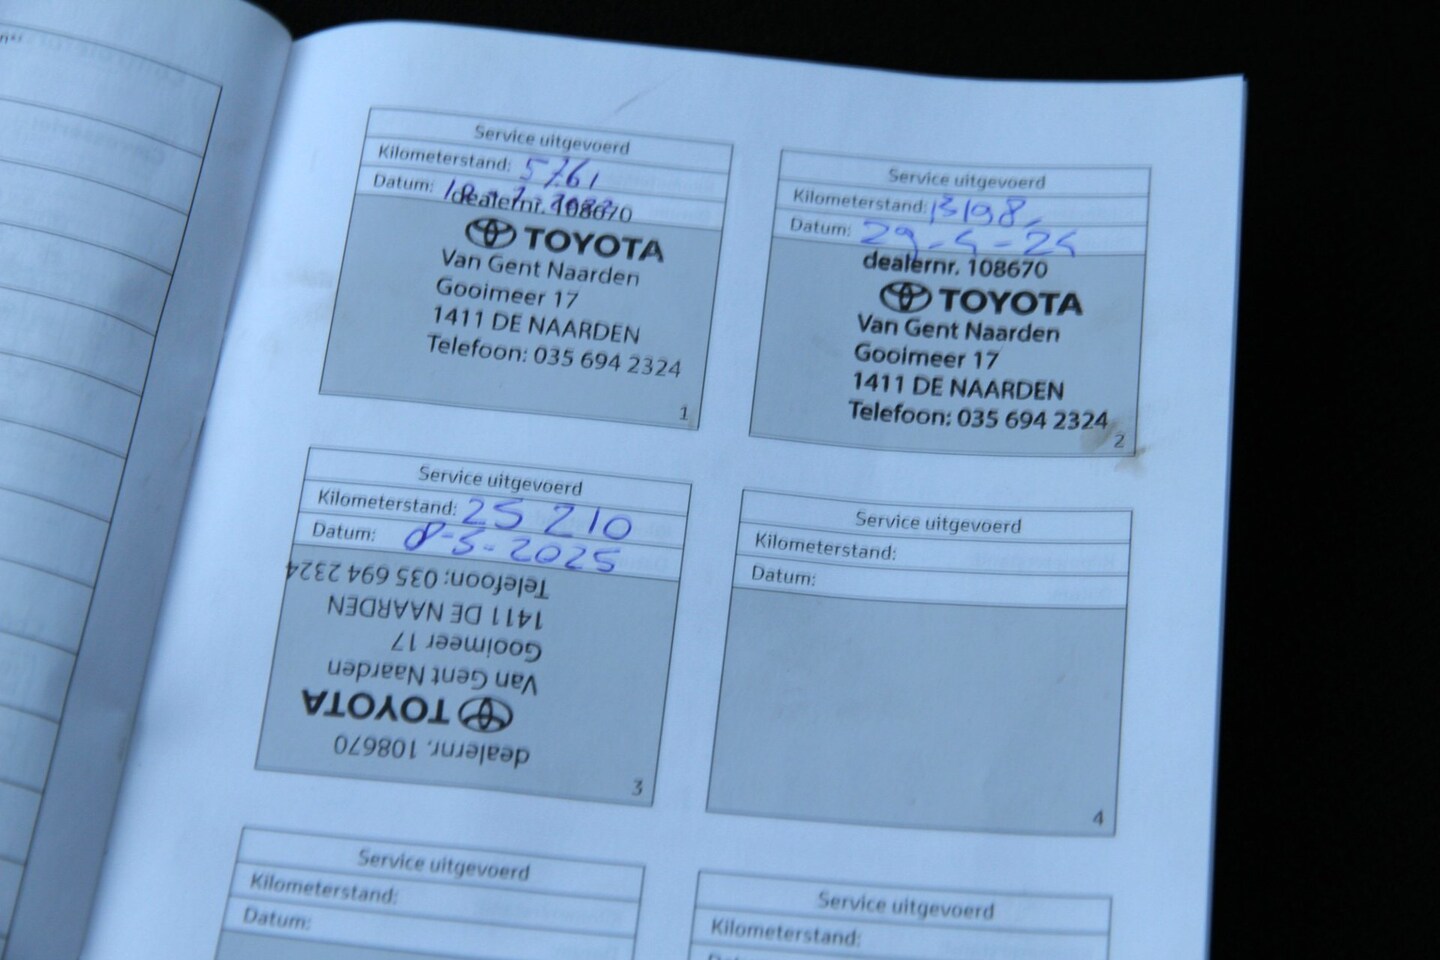 Service uitgevoerd
Kilometerstand: 5761
Datum:
dealernr. 108670
TOYOTA
Van Gent Naarden
Gooimeer 17
1411 DE NAARDEN
Telefoon: 035 694 2324
1
Service uitgevoerd
Kilometerstand: 13198
Datum: 29-4-24
dealernr. 108670
TOYOTA
Van Gent Naarden
Gooimeer 17
1411 DE NAARDEN
Telefoon: 035 694 2324
2
Service uitgevoerd
Kilometerstand: 25 210
Datum: 8-5-2025
dealernr. 108670
TOYOTA
Van Gent Naarden
Gooimeer 17
1411 DE NAARDEN
Telefoon: 035 694 2324
3
Service uitgevoerd
Kilometerstand:
Datum:
4
Service uitgevoerd
Kilometerstand:
Datum:
Service uitgevoerd
Kilometerstand: